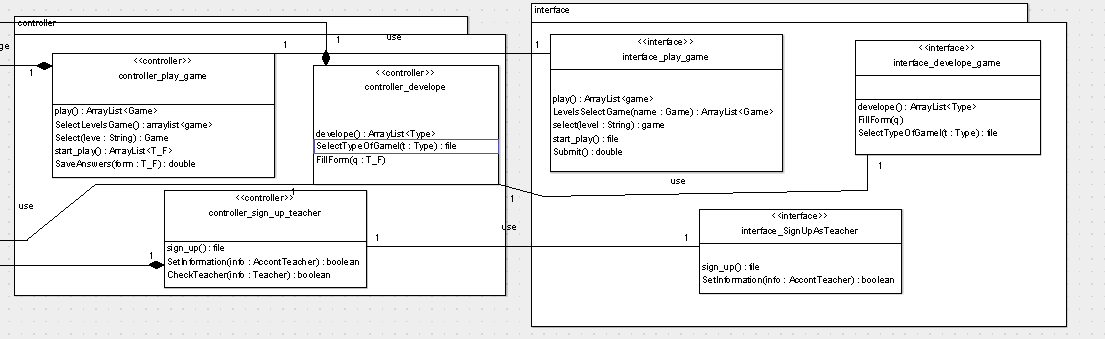 controller
ge
1
<<controller>>
controller_play_game
play() : ArrayList<Game>
SelectLevelsGame() : arraylist<game>
Select(leve : String) : Game
start_play() : ArrayList<T_F>
SaveAnswers(form : T_F) : double
1
1
use
1
<<controller>>
controller_develope
develope() : ArrayList<Type>
SelectTypeOfGamel(t : Type) : file
FillForm(q : T_F)
use
1
1
<<controller>>
controller_sign_up_teacher
sign_up() : file
SetInformation(info : AccontTeacher) : boolean
CheckTeacher(info : Teacher) : boolean
1
1
use
1
interface
<<interface>>
interface_play_game
play() : ArrayList<game>
LevelsSelectGame(name : Game) : ArrayList<Game>
select(level : String) : game
start_play() : file
Submit() : double
<<interface>>
interface_develope_game
develope() : ArrayList<Type>
FillForm(q)
SelectTypeOfGamel(t : Type) : file
1
use
<<interface>>
interface_SignUpAsTeacher
sign_up() : file
SetInformation(info : AccontTeacher) : boolean